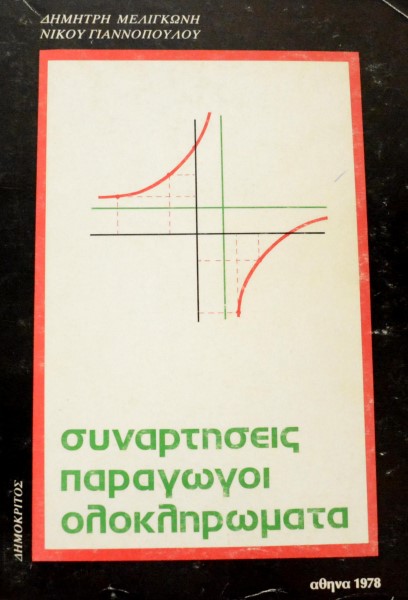 ΔΗΜΗΤΡΗ ΜΕΛΙΓΚΩΝΗ
ΝΙΚΟΥ ΓΙΑΝΝΟΠΟΥΛΟΥ
συναρτησεις
παραγωγοι
ολοκληρωματα
ΔΗΜΟΚΡΙΤΟΣ
αθηνα 1978